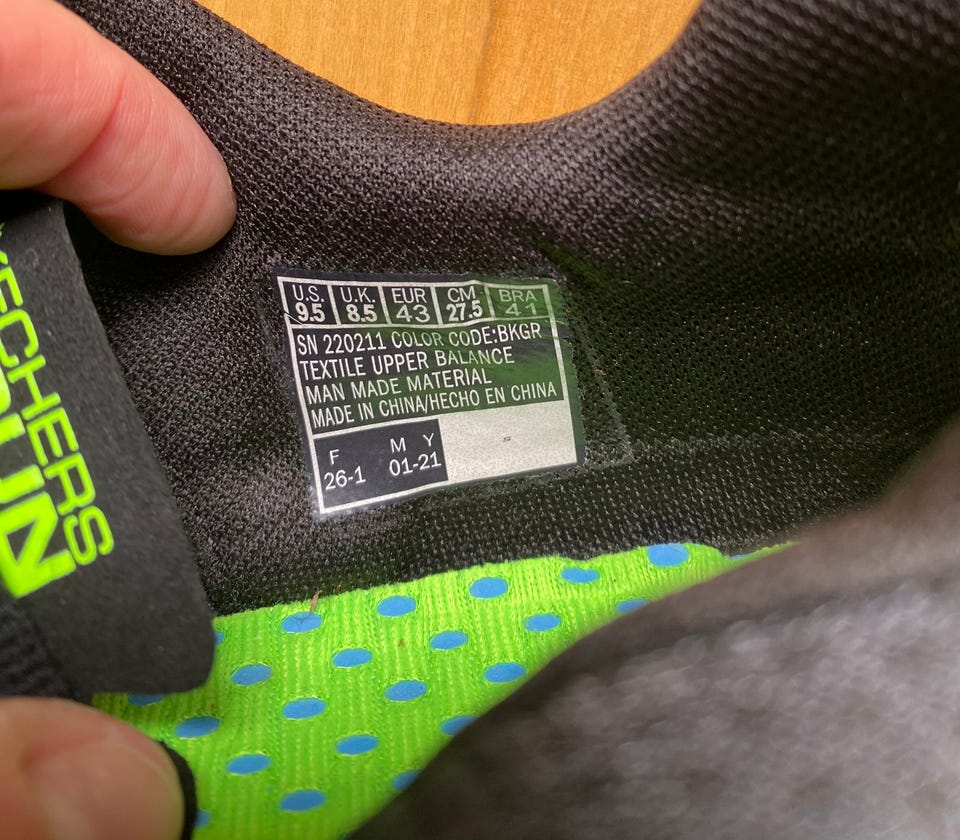 U.S. U.K. EUR CM. BRA
9.5 8.5 43 27.5 41
SN 220211 COLOR CODE:BKGR
TEXTILE UPPER BALANCE
MAN MADE MATERIAL
MADE IN CHINA/HECHO EN CHINA
F M Y
26-1 01-21
KECHERS